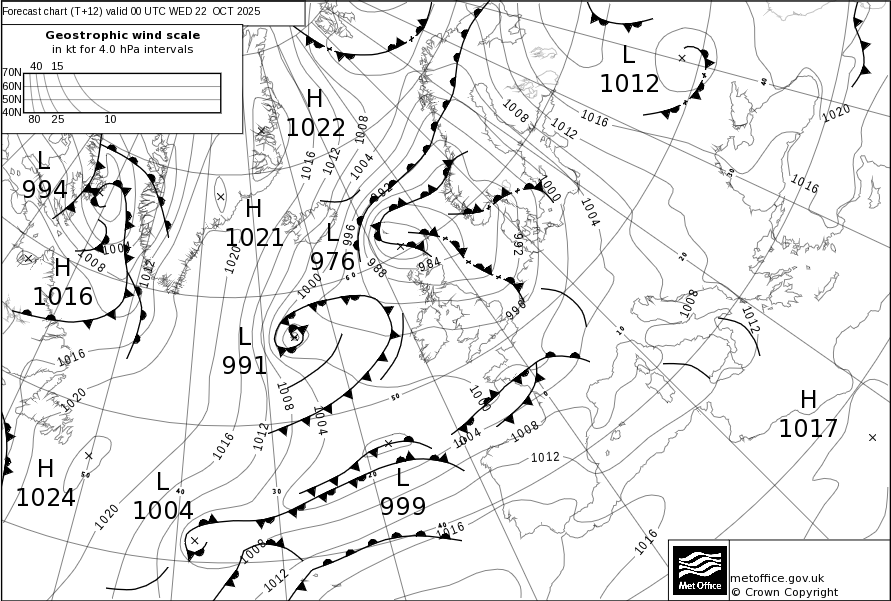 Forecast chart (T+12) valid 00 UTC WED 22 OCT 2025
Geostrophic wind scale
in kt for 4.0 hPa intervals
40 15
70N
60N
50N
40N
80 25 10
L
1012
H
1022
L
994
H
1021
L
976
H
1016
L
991
H
1017
H
1024
L
1004
L
999
1008
1012
1016
1020
1016
1008
1012
1016
1004
992
1000
1004
996
988
984
992
996
1004
1008
1012
1020
1000
1008
1012
1016
1020
1008
1004
1000
1016
1012
1004
1008
1012
1020
1008
1012
1016
1016
40
30
20
10
0
60
50
50
40
30
20
40
metoffice.gov.uk
© Crown Copyright
Met Office